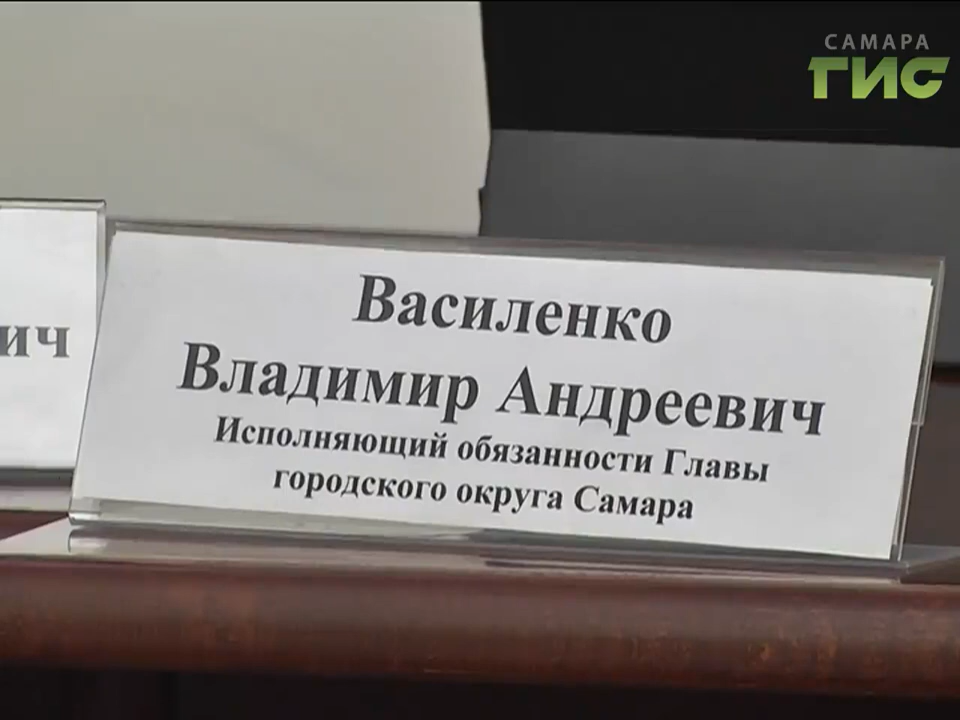 САМАРА
ГИС
ич
Василенко
Владимир Андреевич
Исполняющий обязанности Главы
городского округа Самара